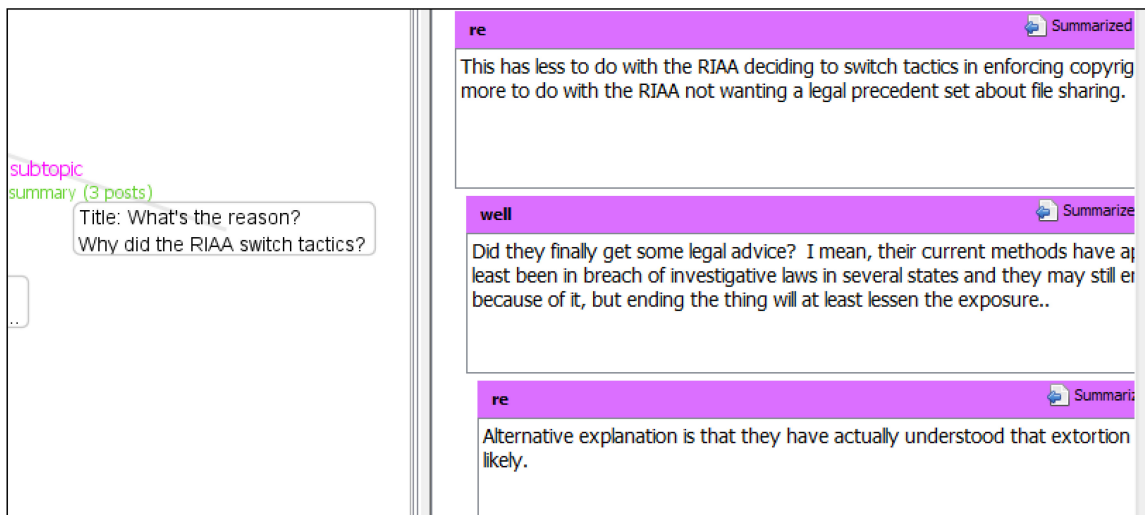 subtopic
summary (3 posts)
Title: What's the reason?
Why did the RIAA switch tactics?
..
re
Summarized
This has less to do with the RIAA deciding to switch tactics in enforcing copyrig
more to do with the RIAA not wanting a legal precedent set about file sharing.
well
Summarize
Did they finally get some legal advice?  I mean, their current methods have ap
least been in breach of investigative laws in several states and they may still er
because of it, but ending the thing will at least lessen the exposure..
re
Summariz
Alternative explanation is that they have actually understood that extortion
likely.